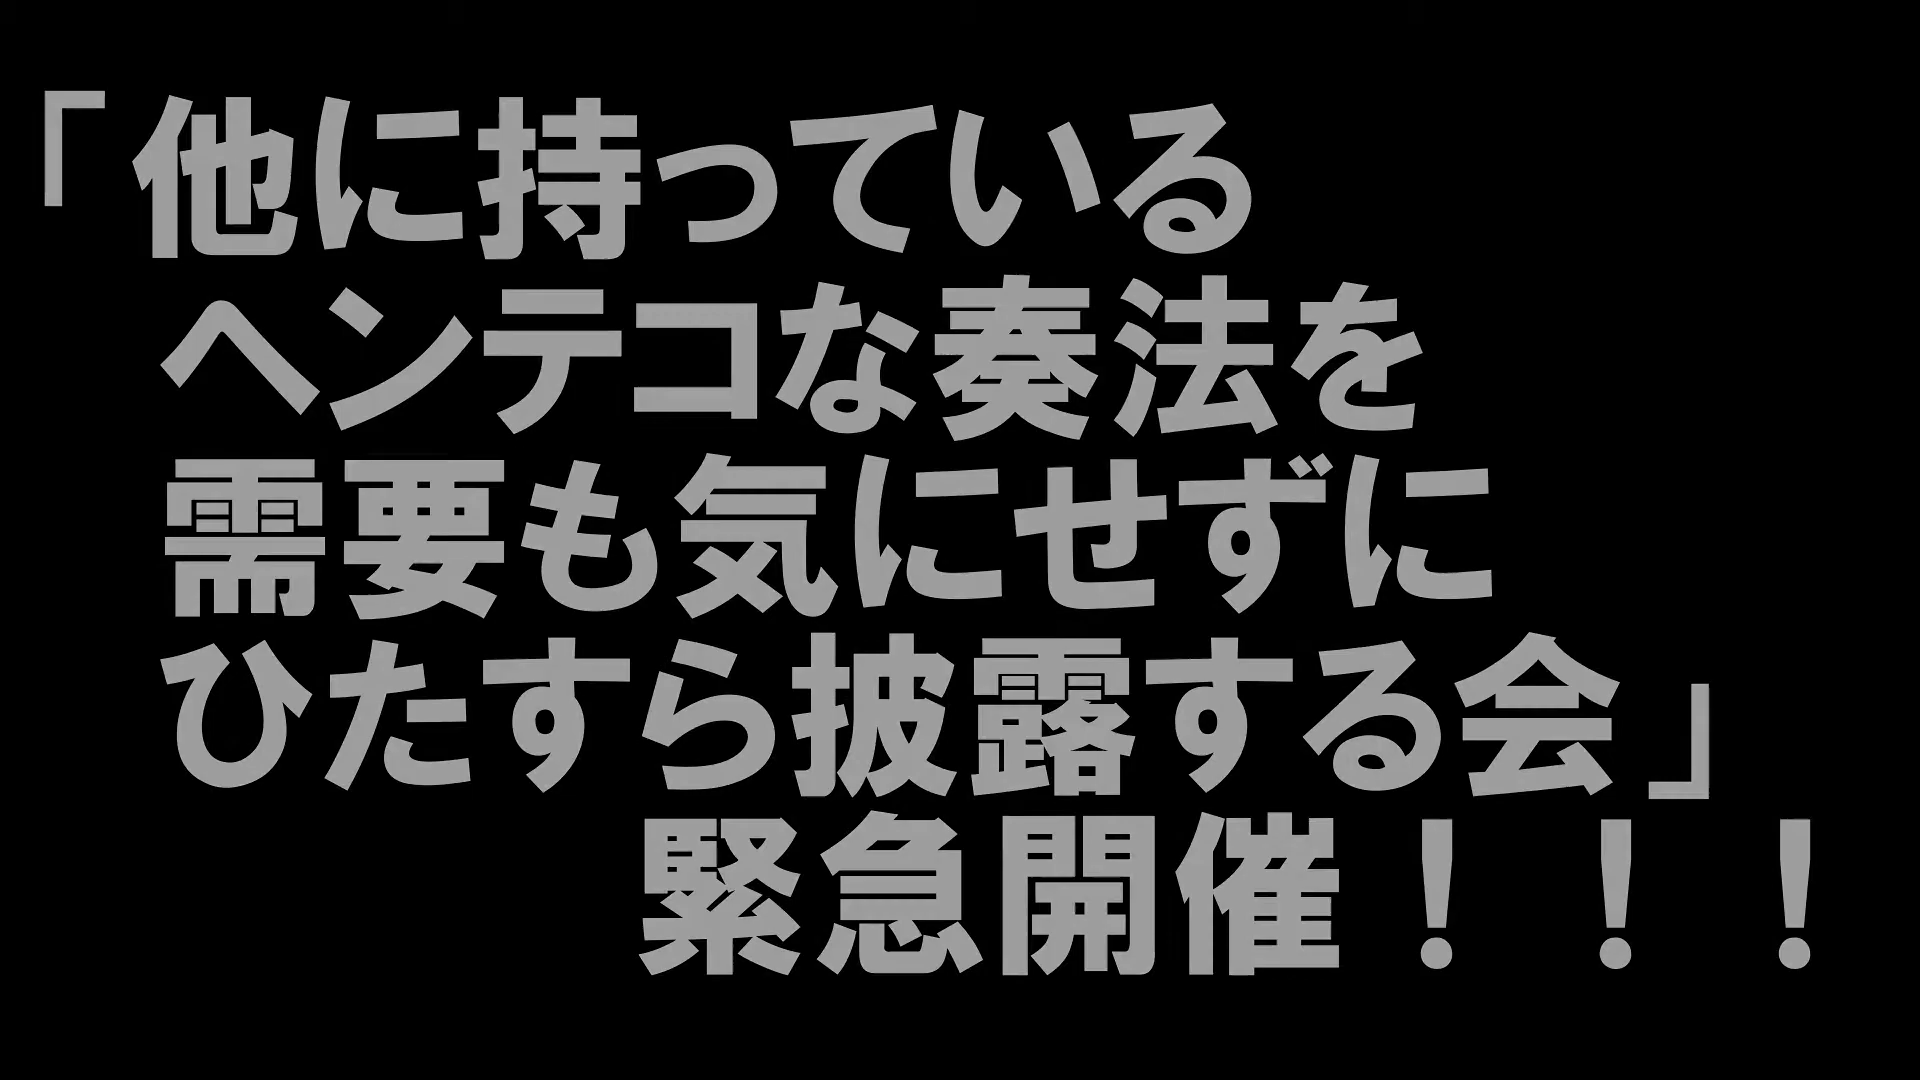 「他に持っている
ヘンテコな奏法を
需要も気にせずに
ひたすら披露する会」
緊急開催！！！